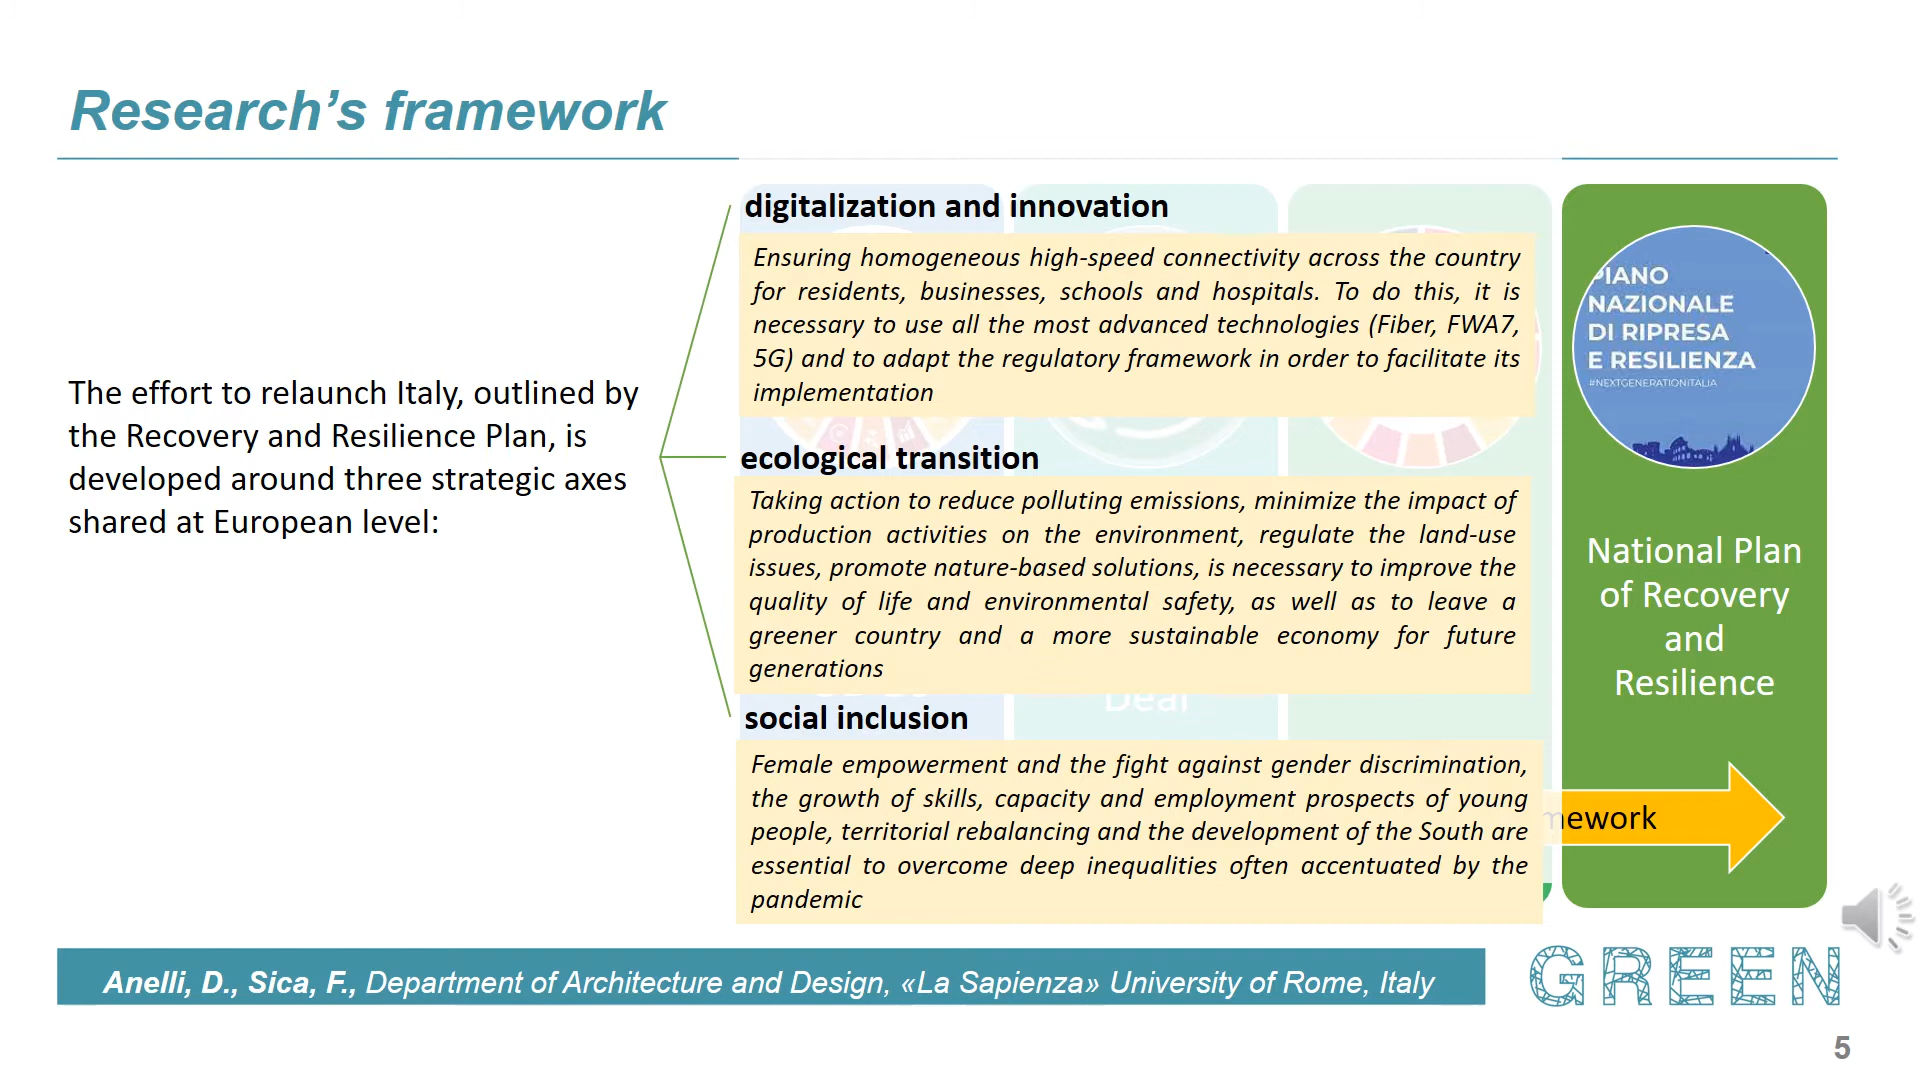 Research’s framework
The effort to relaunch Italy, outlined by
the Recovery and Resilience Plan, is
developed around three strategic axes
shared at European level:
digitalization and innovation
Ensuring homogeneous high-speed connectivity across the country
for residents, businesses, schools and hospitals. To do this, it is
necessary to use all the most advanced technologies (Fiber, FWA7,
5G) and to adapt the regulatory framework in order to facilitate its
implementation
ecological transition
Taking action to reduce polluting emissions, minimize the impact of
production activities on the environment, regulate the land-use
issues, promote nature-based solutions, is necessary to improve the
quality of life and environmental safety, as well as to leave a
greener country and a more sustainable economy for future
generations
Deal
social inclusion
Female empowerment and the fight against gender discrimination,
the growth of skills, capacity and employment prospects of young
people, territorial rebalancing and the development of the South are
essential to overcome deep inequalities often accentuated by the
pandemic
PIANO
NAZIONALE
DI RIPRESA
E RESILIENZA
#NEXTGENERATIONITALIA
National Plan
of Recovery
and
Resilience
mework
Anelli, D., Sica, F., Department of Architecture and Design, «La Sapienza» University of Rome, Italy
GREEN
5